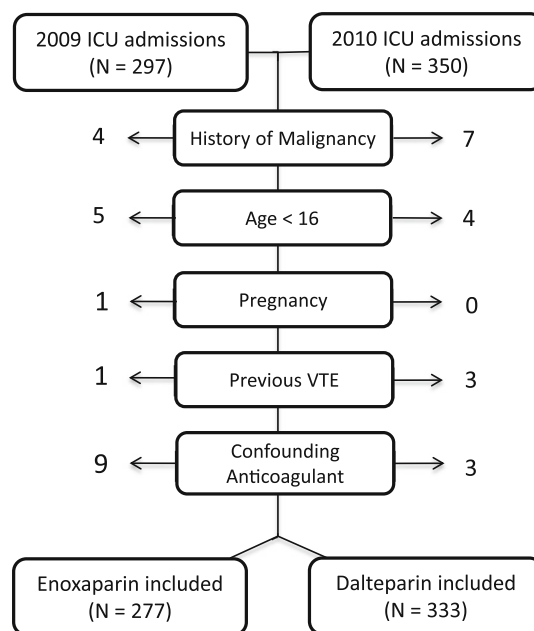 2009 ICU admissions
(N = 297)
2010 ICU admissions
(N = 350)
4
History of Malignancy
7
5
Age < 16
4
1
Pregnancy
0
1
Previous VTE
3
9
Confounding
Anticoagulant
3
Enoxaparin included
(N = 277)
Dalteparin included
(N = 333)